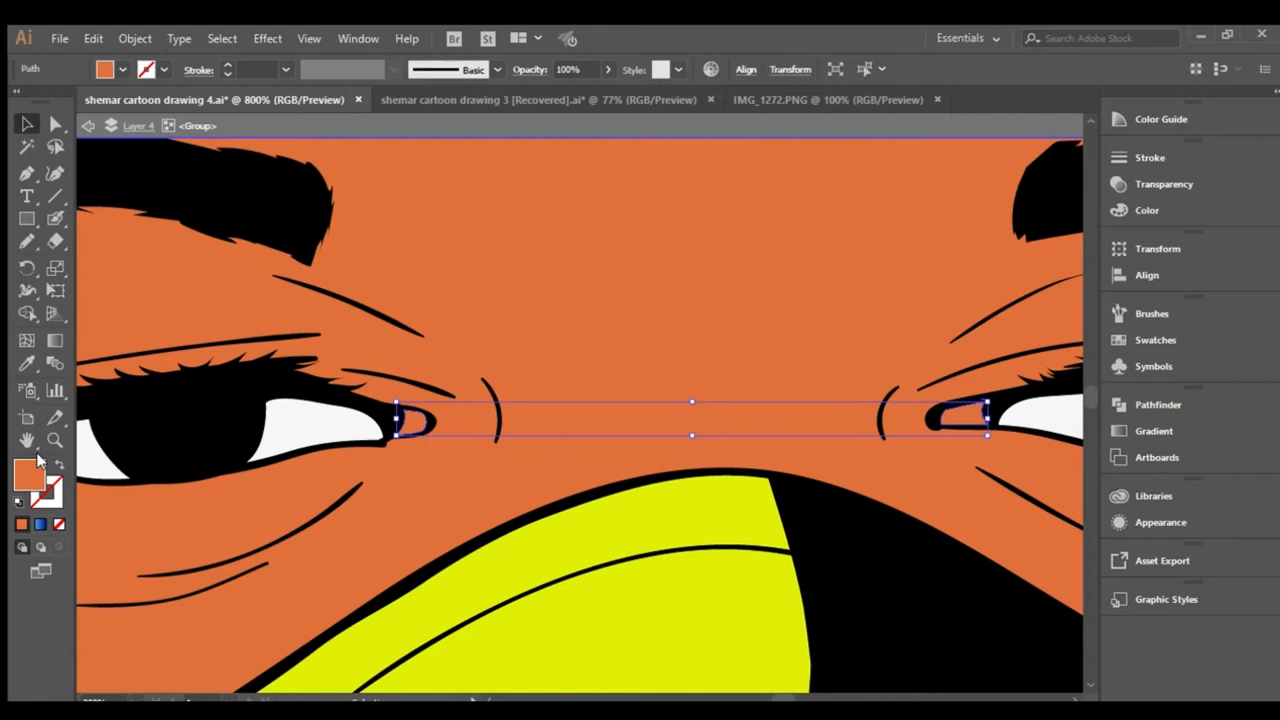 Ai File Edit Object Type Select Effect View Window Help Br St Essentials Search Adobe Stock
Path Stroke: Basic Opacity: 100% Style: Align Transform
shemar cartoon drawing 4.ai* @ 800% (RGB/Preview) × shemar cartoon drawing 3 [Recovered].ai* @ 77% (RGB/Preview) × IMG_1272.PNG @ 100% (RGB/Preview) ×
Layer 4 <Group>
Color Guide
Stroke
Transparency
Color
Transform
Align
Brushes
Swatches
Symbols
Pathfinder
Gradient
Artboards
Libraries
Appearance
Asset Export
Graphic Styles